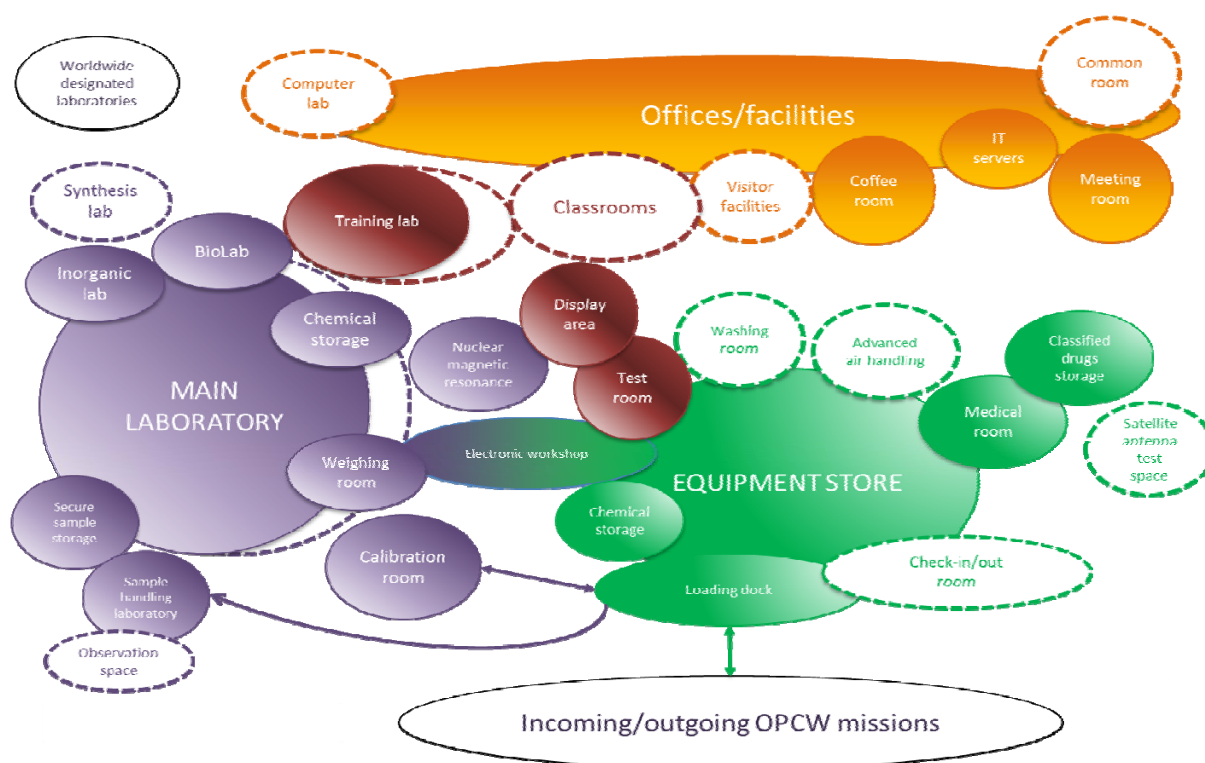 Worldwide
designated
laboratories
Computer
lab
Offices/facilities
Common
room
IT
servers
Synthesis
lab
Training lab
Classrooms
Visitor
facilities
Coffee
room
Meeting
room
BioLab
Inorganic
lab
Chemical
storage
Nuclear
magnetic
resonance
Display
area
Test
room
Washing
room
Advanced
air handling
Classified
drugs
storage
Medical
room
Satellite
antenna
test
space
MAIN
LABORATORY
Weighing
room
Electronic workshop
EQUIPMENT STORE
Secure
sample
storage
Chemical
storage
Calibration
room
Sample
handling
laboratory
Loading dock
Check-in/out
room
Observation
space
Incoming/outgoing OPCW missions